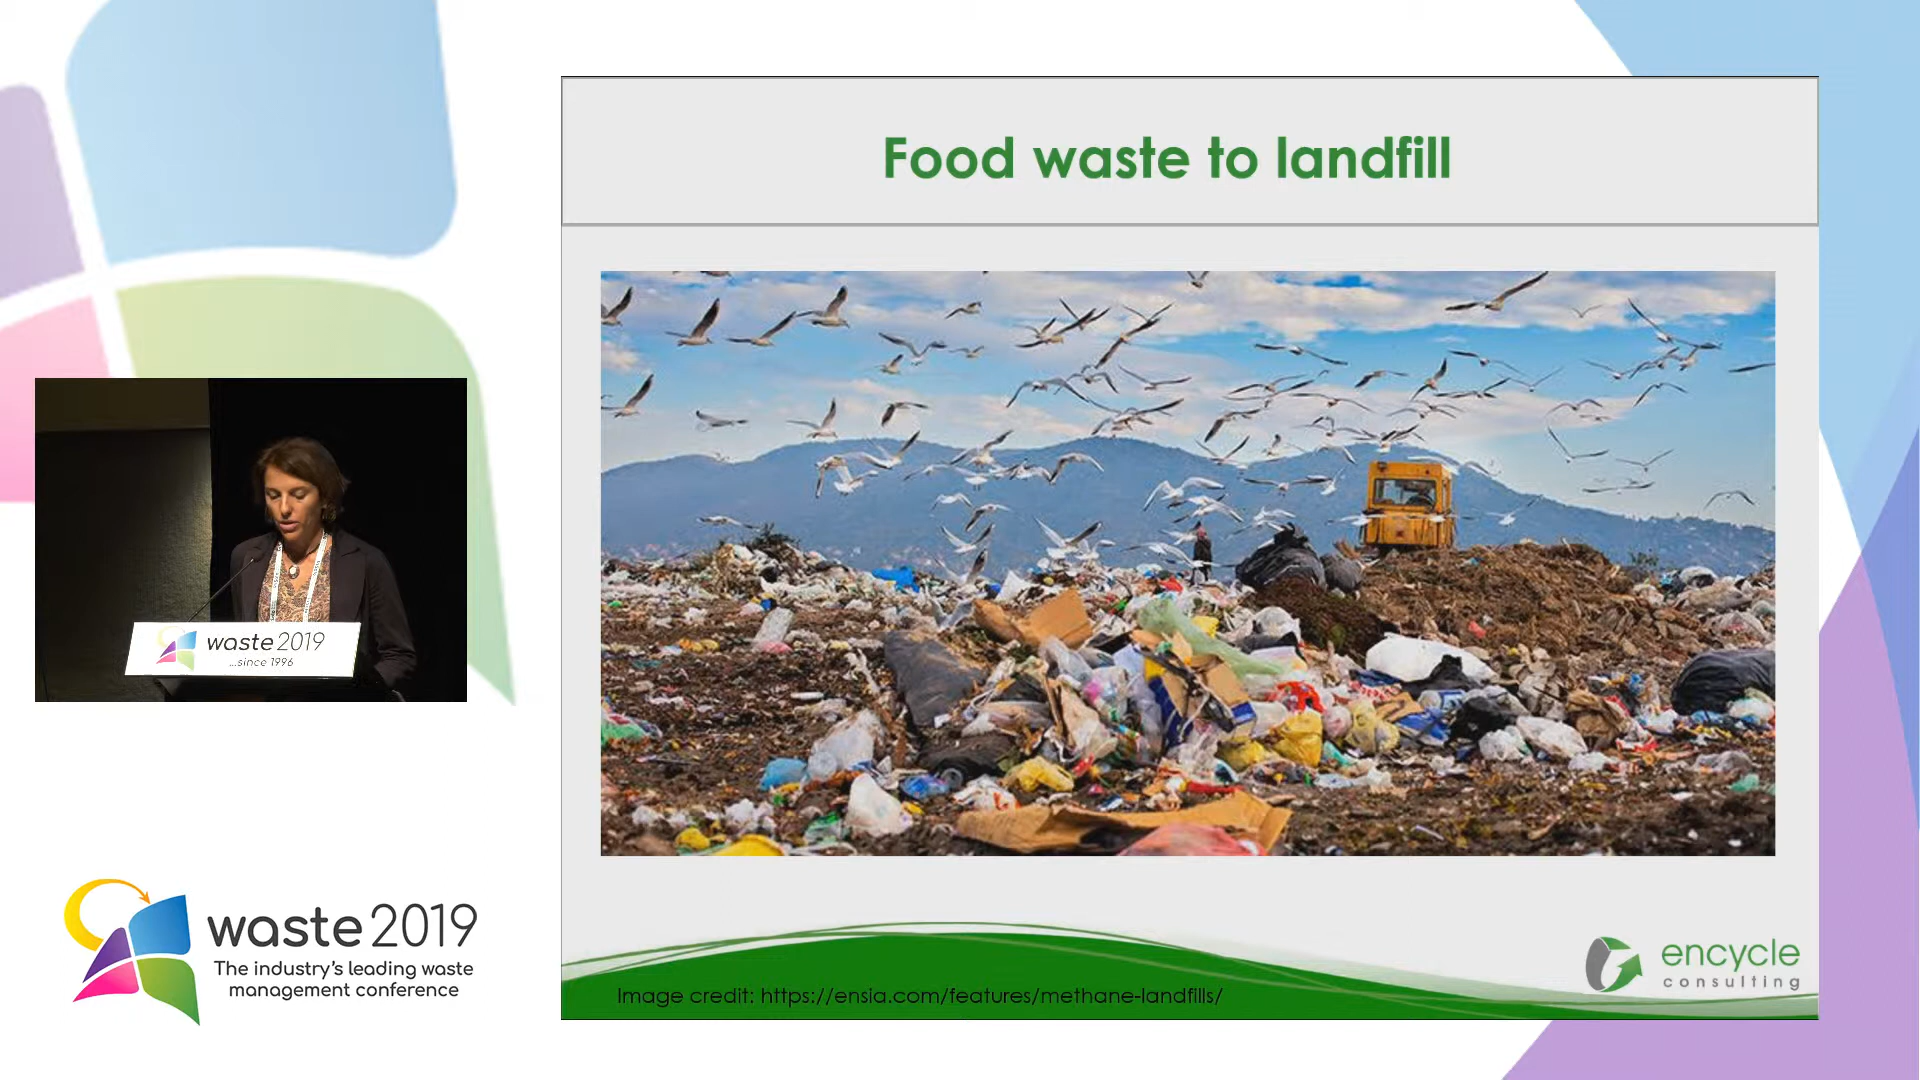 Food waste to landfill
waste 2019
...since 1996
waste 2019
The industry's leading waste
management conference
encycle
consulting
Image credit: https://ensia.com/features/methane-landfills/